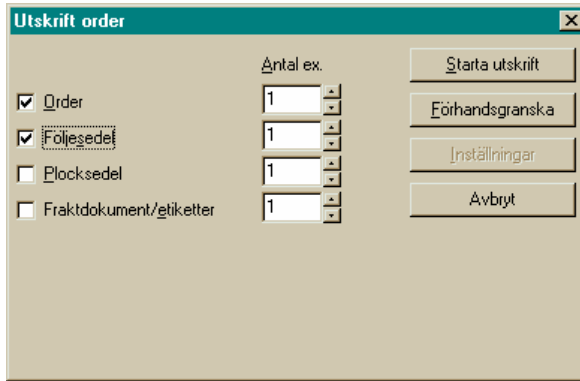 Utskrift order
Antal ex.
Starta utskrift
Order
1
Förhandsgranska
Följesedel
1
Inställningar
Plocksedel
1
Avbryt
Fraktdokument/etiketter
1